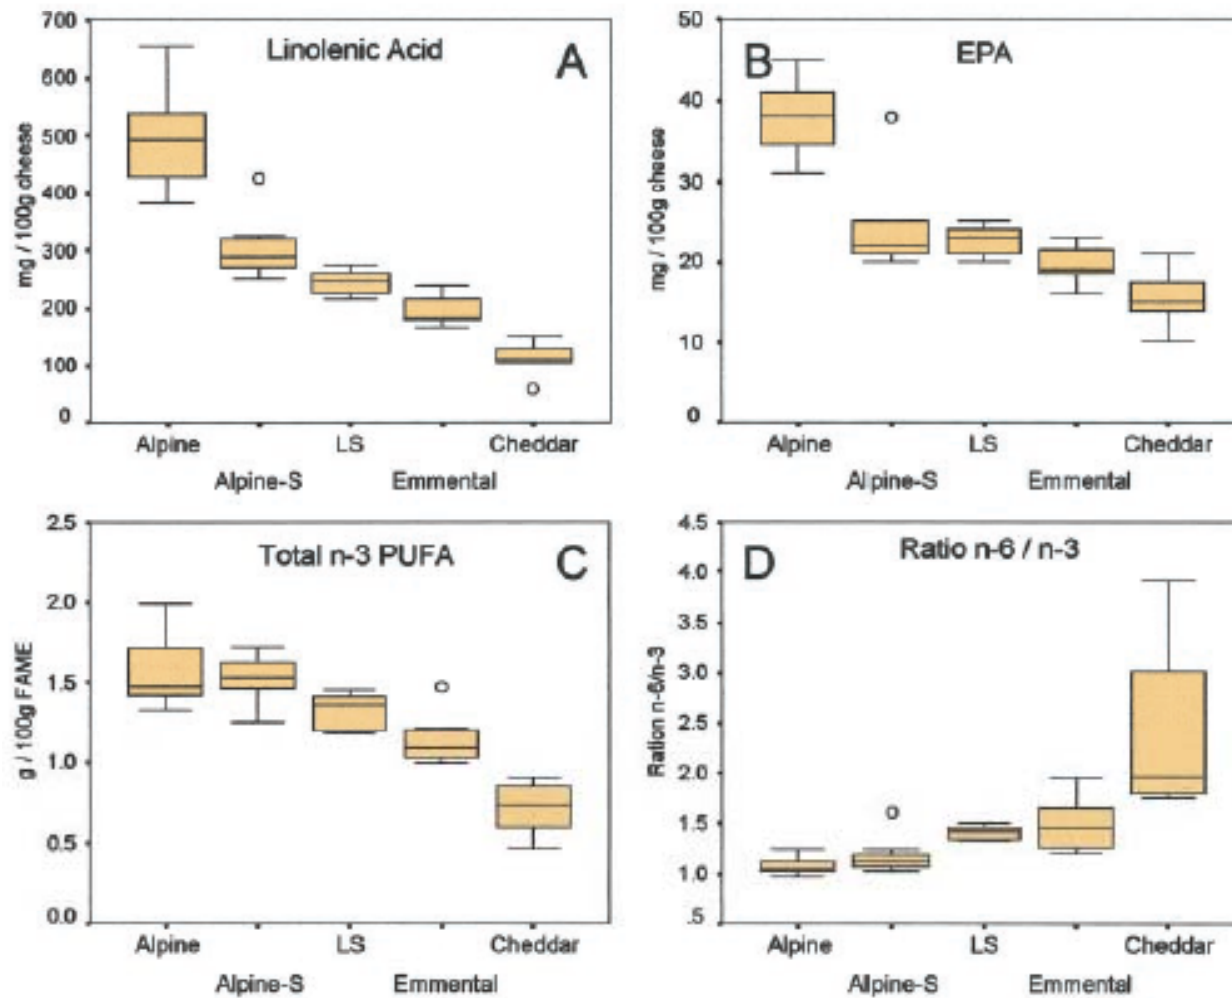 Linolenic Acid
A
mg / 100g cheese
700
600
500
400
300
200
100
0
Alpine
LS
Cheddar
Alpine-S
Emmental
B
EPA
mg / 100g cheese
50
40
30
20
10
0
Alpine
LS
Cheddar
Alpine-S
Emmental
Total n-3 PUFA
C
g / 100g FAME
2.5
2.0
1.5
1.0
0.5
0.0
Alpine
LS
Cheddar
Alpine-S
Emmental
D
Ratio n-6 / n-3
Ration n-6/n-3
4.5
4.0
3.5
3.0
2.5
2.0
1.5
1.0
.5
Alpine
LS
Cheddar
Alpine-S
Emmental